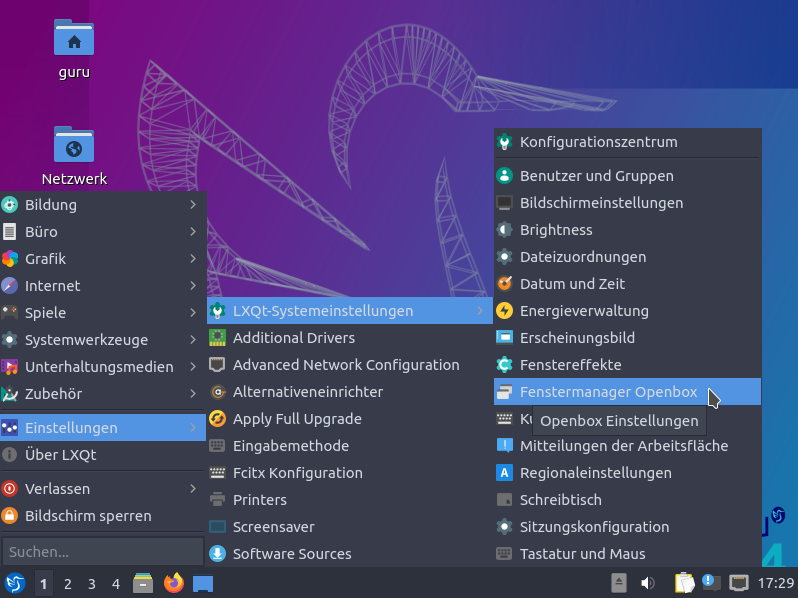 guru
Netzwerk
Bildung
Büro
Grafik
Internet
Spiele
Systemwerkzeuge
Unterhaltungsmedien
Zubehör
Einstellungen
Über LXQt
Verlassen
Bildschirm sperren
Suchen...
LXQt-Systemeinstellungen
Additional Drivers
Advanced Network Configuration
Alternativeneinrichter
Apply Full Upgrade
Eingabemethode
Fcitx Konfiguration
Printers
Screensaver
Software Sources
Konfigurationszentrum
Benutzer und Gruppen
Bildschirmeinstellungen
Brightness
Dateizuordnungen
Datum und Zeit
Energieverwaltung
Erscheinungsbild
Fenstereffekte
Fenstermanager Openbox
Openbox Einstellungen
Mitteilungen der Arbeitsfläche
Regionaleinstellungen
Schreibtisch
Sitzungskonfiguration
Tastatur und Maus
1 2 3 4
17:29